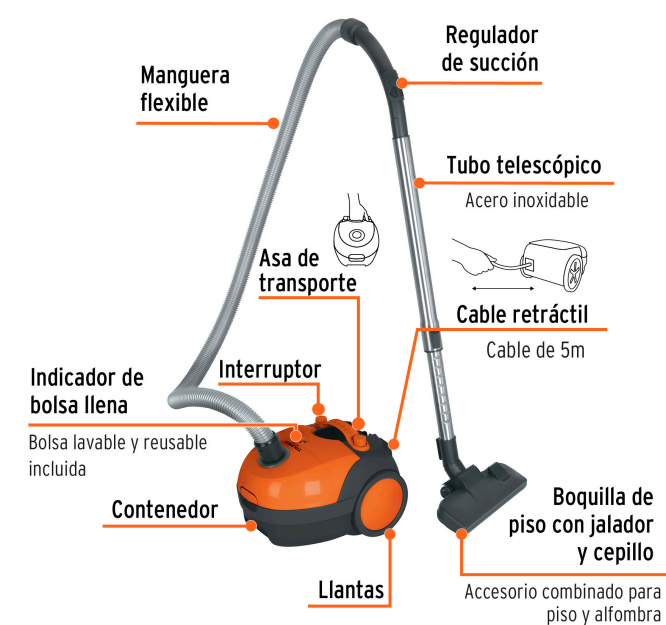 Regulador
de succión
Manguera
flexible
Tubo telescópico
Acero inoxidable
Asa de
transporte
Cable retráctil
Cable de 5m
Interruptor
Indicador de
bolsa llena
Bolsa lavable y reusable
incluida
Contenedor
Boquilla de
piso con jalador
y cepillo
Accesorio combinado para
piso y alfombra
Llantas